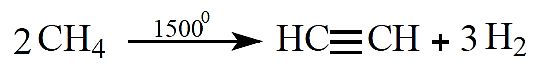 2 CH₄ 1500⁰ → HC≡CH + 3 H₂